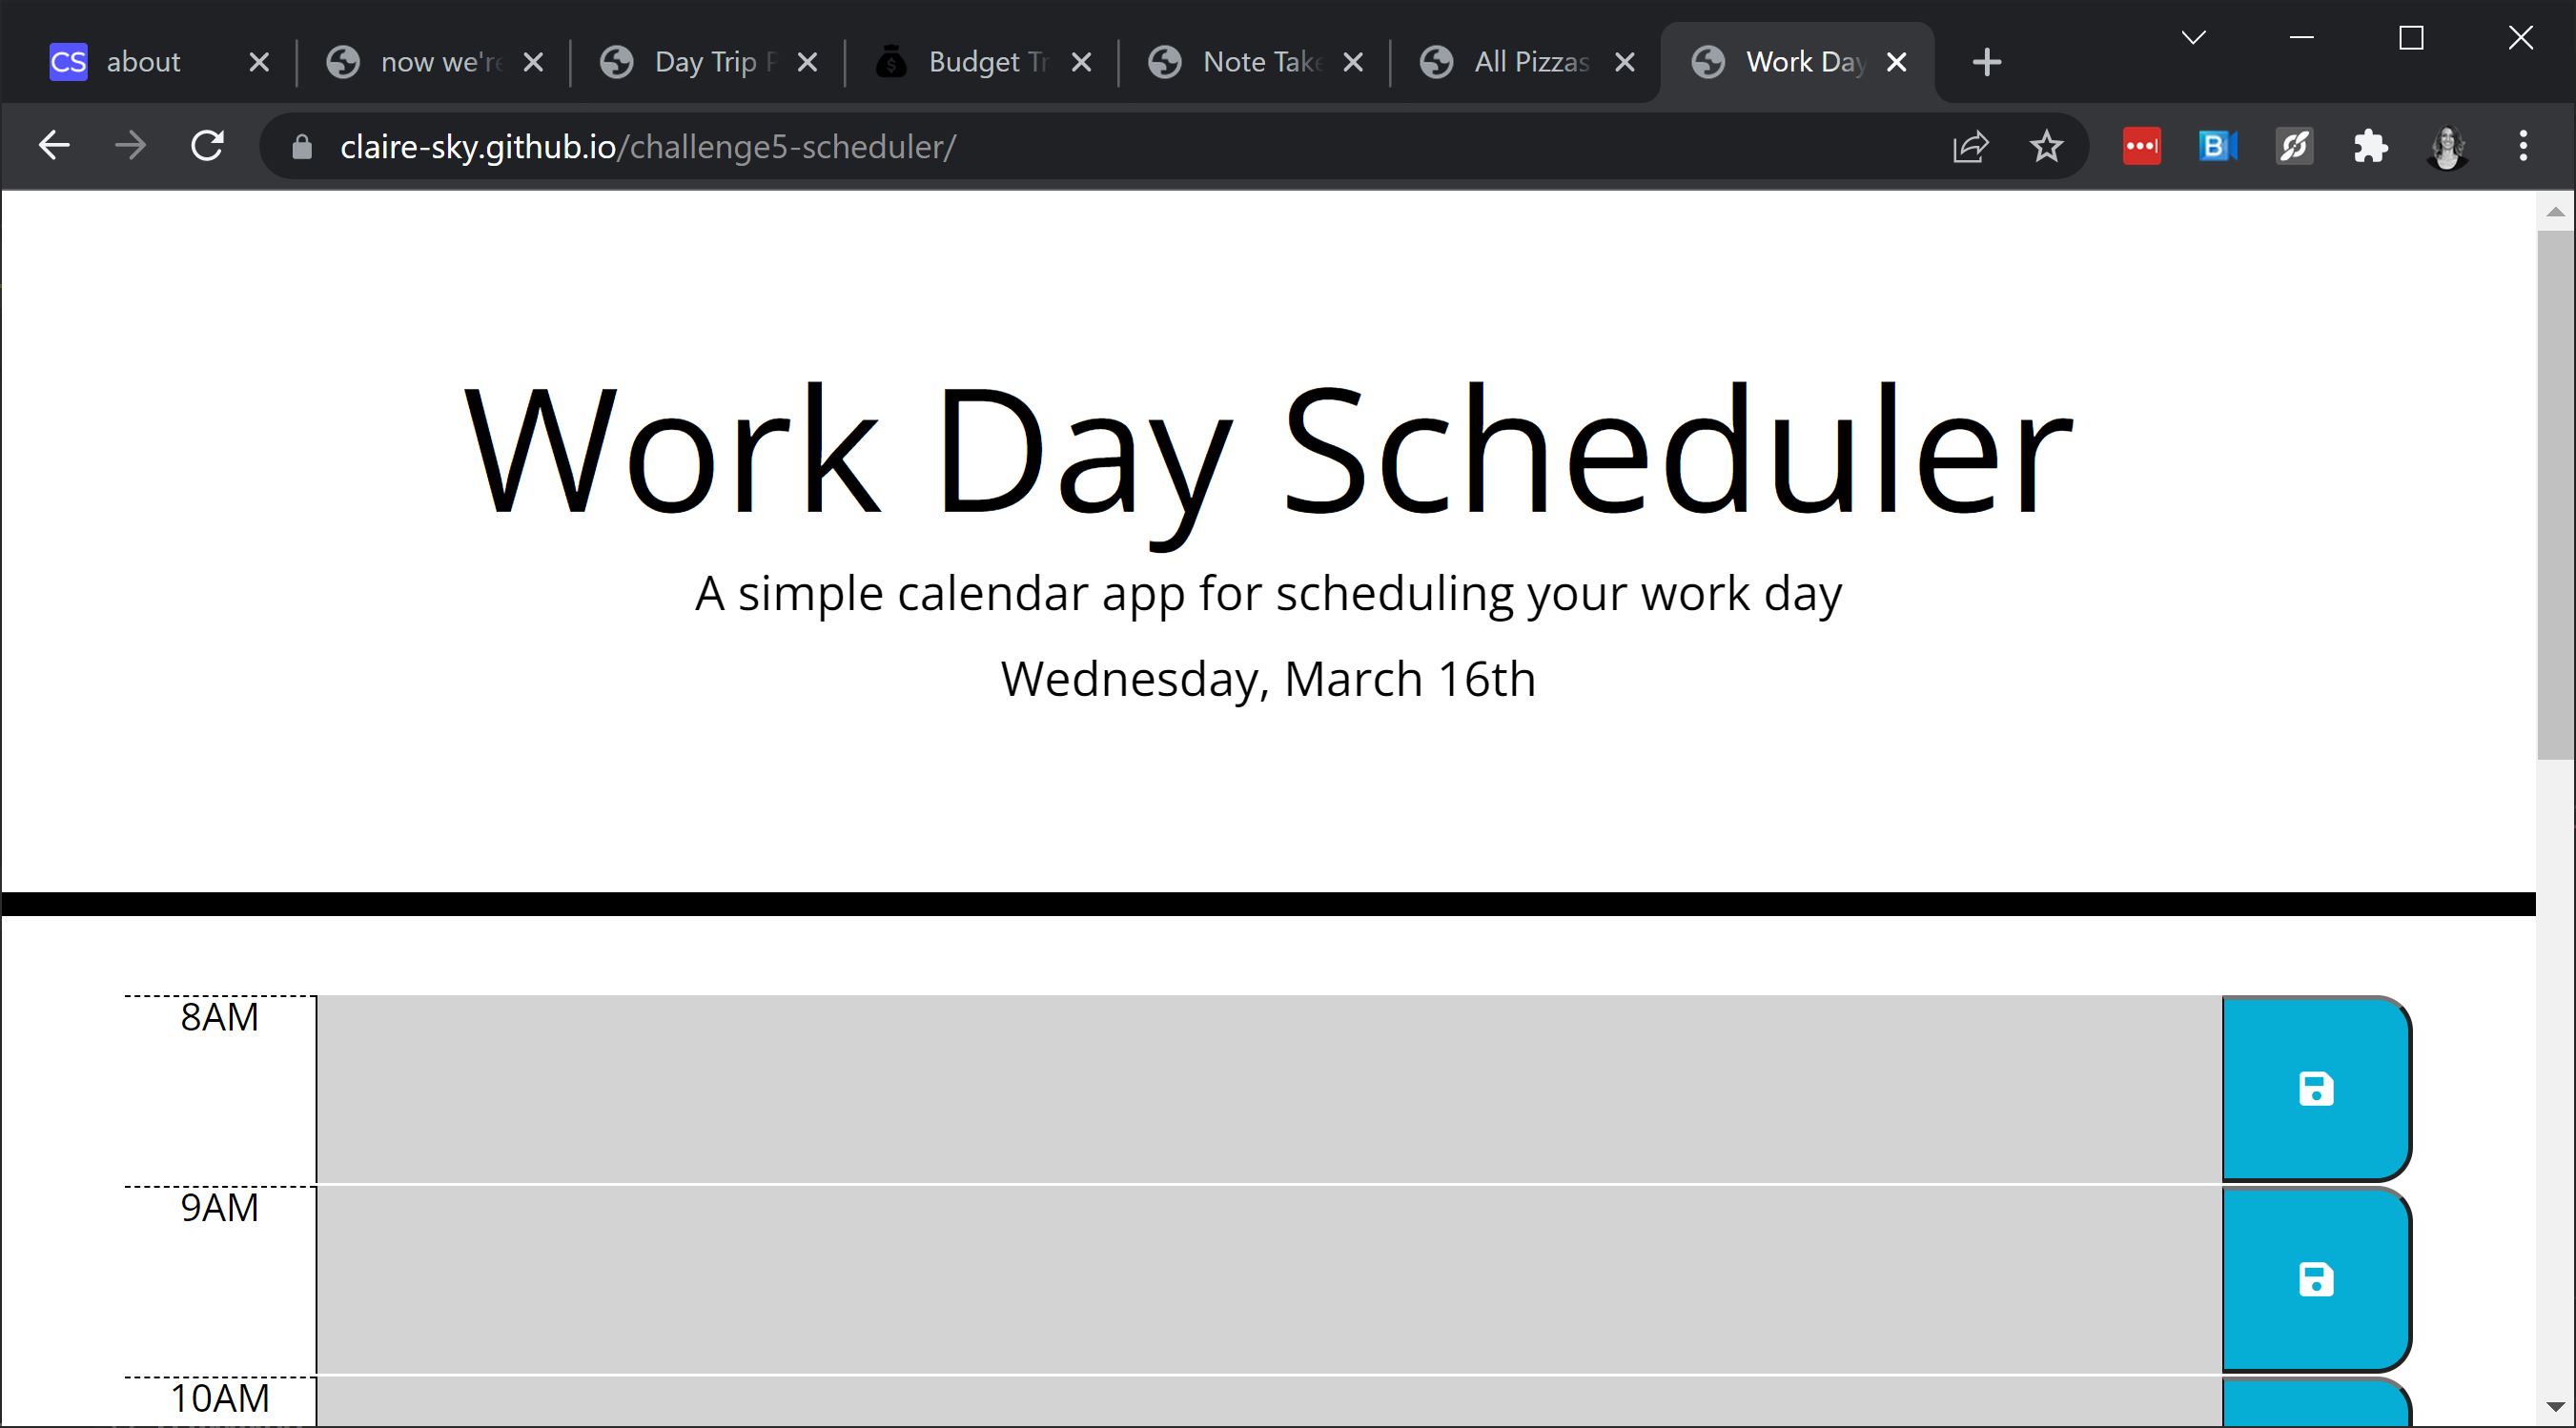 CS about now we're Day Trip Budget Tr Note Take All Pizzas Work Day
claire-sky.github.io/challenge5-scheduler/
Work Day Scheduler
A simple calendar app for scheduling your work day
Wednesday, March 16th
8AM
9AM
10AM